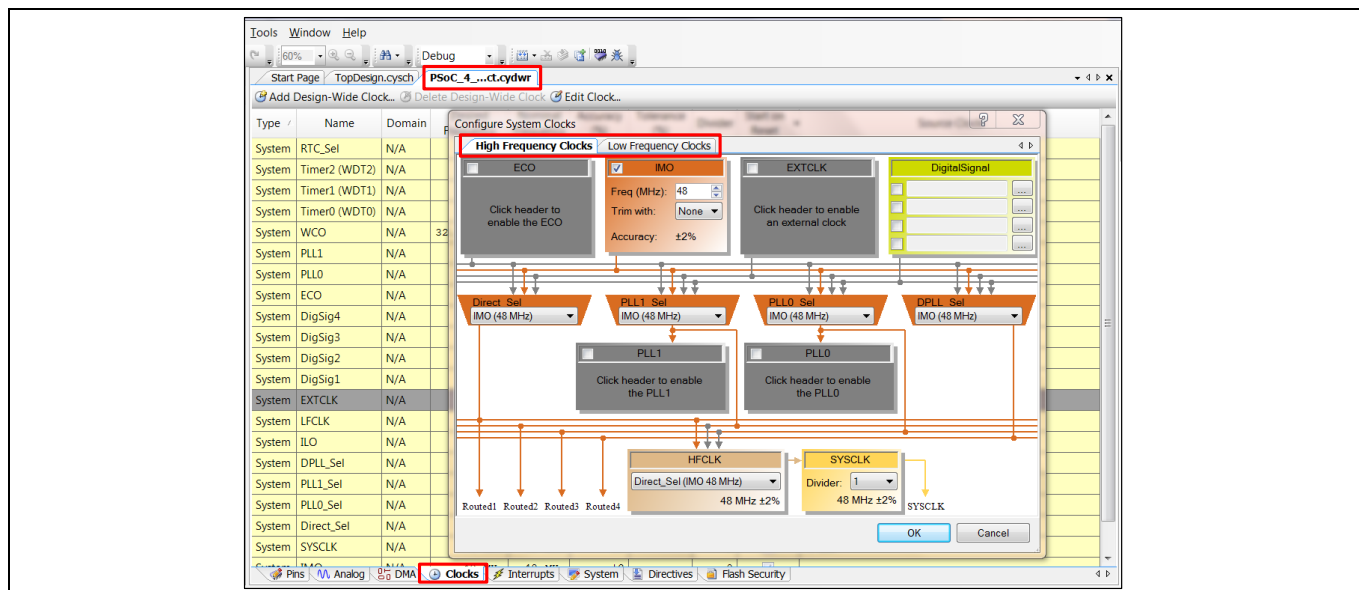 Tools Window Help
60% Debug
Start Page TopDesign.cysch PSoC_4_...ct.cydwr
Add Design-Wide Clock... Delete Design-Wide Clock Edit Clock...
Type Name Domain
Configure System Clocks
High Frequency Clocks Low Frequency Clocks
System RTC_Sel N/A
System Timer2 (WDT2) N/A
System Timer1 (WDT1) N/A
System Timer0 (WDT0) N/A
System WCO N/A 32
System PLL1 N/A
System PLL0 N/A
System ECO N/A
System DigSig4 N/A
System DigSig3 N/A
System DigSig2 N/A
System DigSig1 N/A
System EXTCLK N/A
System LFCLK N/A
System ILO N/A
System DPLL_Sel N/A
System PLL1_Sel N/A
System PLL0_Sel N/A
System Direct_Sel N/A
System SYSCLK N/A
ECO
Click header to
enable the ECO
IMO
Freq (MHz): 48
Trim with: None
Accuracy: ±2%
EXTCLK
Click header to enable
an external clock
DigitalSignal
...
...
...
...
Direct_Sel
IMO (48 MHz)
PLL1_Sel
IMO (48 MHz)
PLL0_Sel
IMO (48 MHz)
DPLL_Sel
IMO (48 MHz)
PLL1
Click header to enable
the PLL1
PLL0
Click header to enable
the PLL0
HFCLK
Direct_Sel (IMO 48 MHz)
48 MHz ±2%
SYSCLK
Divider: 1
48 MHz ±2%
Routed1 Routed2 Routed3 Routed4
SYSCLK
OK Cancel
Pins Analog DMA Clocks Interrupts System Directives Flash Security